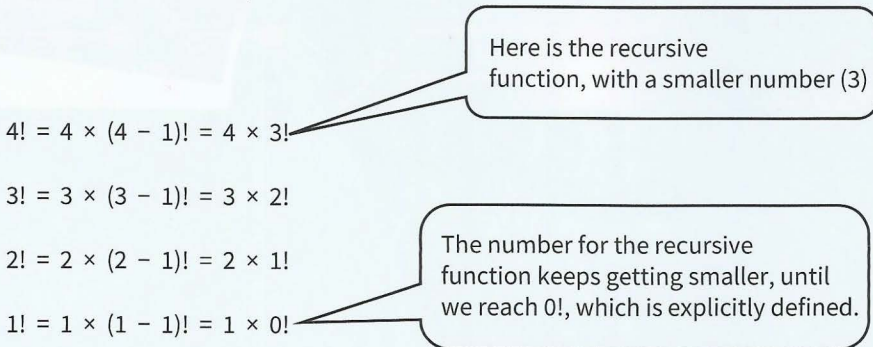 Here is the recursive
function, with a smaller number (3)
4! = 4 × (4 − 1)! = 4 × 3!
3! = 3 × (3 − 1)! = 3 × 2!
The number for the recursive
function keeps getting smaller, until
we reach 0!, which is explicitly defined.
2! = 2 × (2 − 1)! = 2 × 1!
1! = 1 × (1 − 1)! = 1 × 0!